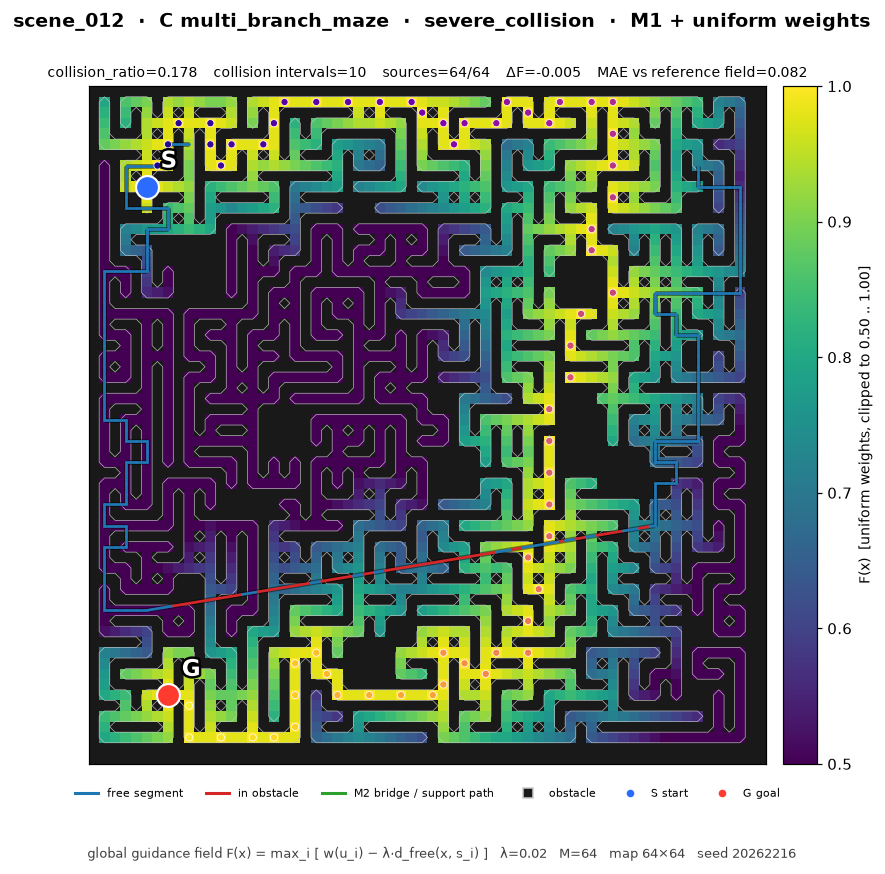 scene_012 · C multi_branch_maze · severe_collision · M1 + uniform weights
collision_ratio=0.178 collision intervals=10 sources=64/64 ΔF=-0.005 MAE vs reference field=0.082
S
G
1.0
0.9
0.8
0.7
0.6
0.5
F(x) [uniform weights, clipped to 0.50 .. 1.00]
free segment
in obstacle
M2 bridge / support path
obstacle
S start
G goal
global guidance field F(x) = max_i [ w(u_i) − λ·d_free(x, s_i) ] λ=0.02 M=64 map 64×64 seed 20262216